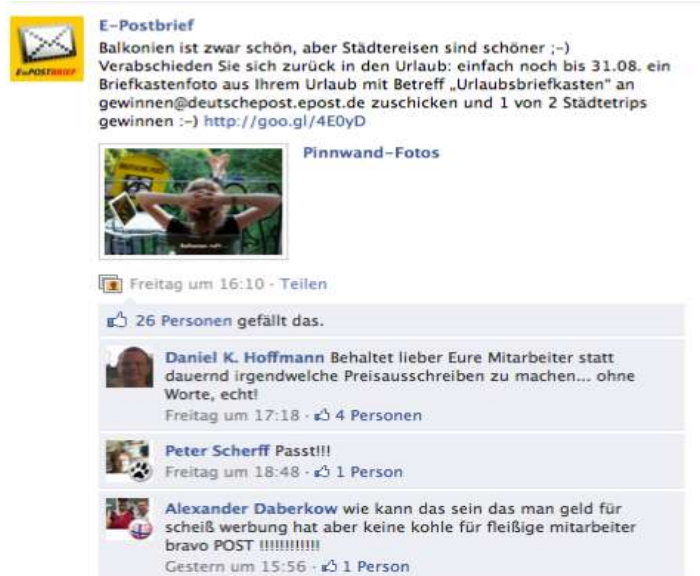 E-Postbrief
Balkonien ist zwar schön, aber Städtereisen sind schöner ;-)
Verabschieden Sie sich zurück in den Urlaub: einfach noch bis 31.08. ein
Briefkastenfoto aus Ihrem Urlaub mit Betreff „Urlaubsbriefkasten" an
gewinnen@deutschepost.epost.de zuschicken und 1 von 2 Städtetrips
gewinnen :-) http://goo.gl/4E0yD
E-POSTBRIEF
Pinnwand-Fotos
DEUTSCHE POST
Balkonien ruft...
Freitag um 16:10 · Teilen
26 Personen gefällt das.
Daniel K. Hoffmann Behaltet lieber Eure Mitarbeiter statt
dauernd irgendwelche Preisausschreiben zu machen... ohne
Worte, echt!
Freitag um 17:18 · 4 Personen
Peter Scherff Passt!!!
Freitag um 18:48 · 1 Person
Alexander Daberkow wie kann das sein das man geld für
scheiß werbung hat aber keine kohle für fleißige mitarbeiter
bravo POST !!!!!!!!!!!!
Gestern um 15:56 · 1 Person